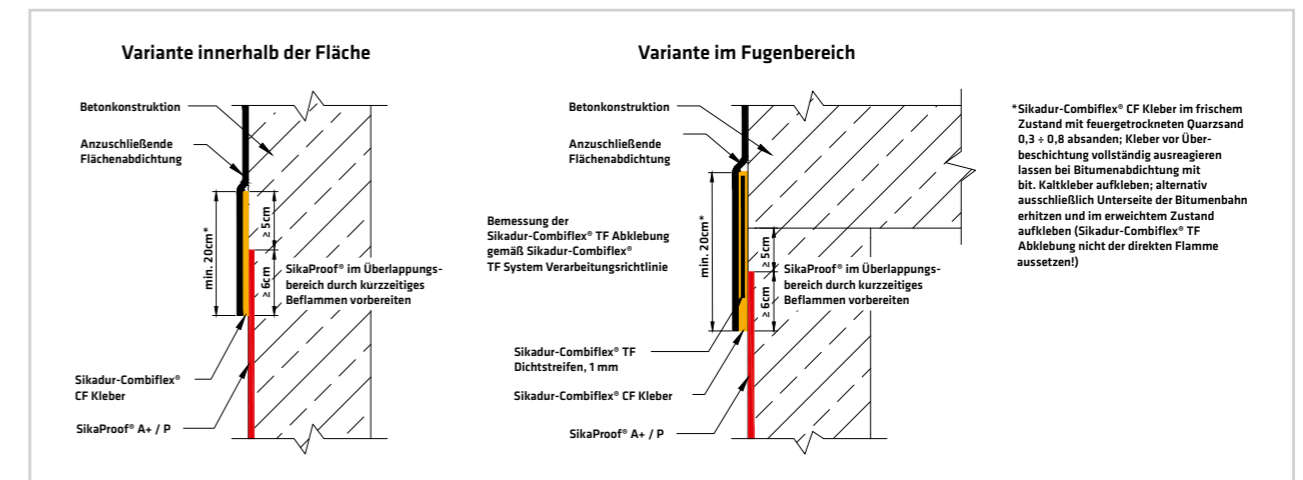 Variante innerhalb der Fläche
Betonkonstruktion
Anzuschließende
Flächenabdichtung
min. 20cm*
≥ 5cm
≥ 6cm
SikaProof® im Überlappungs-
bereich durch kurzzeitiges
Beflammen vorbereiten
Sikadur-Combiflex®
CF Kleber
SikaProof® A+ / P
Variante im Fugenbereich
Betonkonstruktion
Anzuschließende
Flächenabdichtung
Bemessung der
Sikadur-Combiflex® TF Abklebung
gemäß Sikadur-Combiflex®
TF System Verarbeitungsrichtlinie
min. 20cm*
≥ 5cm
≥ 6cm
SikaProof® im Überlappungs-
bereich durch kurzzeitiges
Beflammen vorbereiten
Sikadur-Combiflex® TF
Dichtstreifen, 1 mm
Sikadur-Combiflex® CF Kleber
SikaProof® A+ / P
*Sikadur-Combiflex® CF Kleber im frischem
Zustand mit feuergetrockneten Quarzsand
0,3 ÷ 0,8 absanden; Kleber vor Über-
beschichtung vollständig ausreagieren
lassen bei Bitumenabdichtung mit
bit. Kaltkleber aufkleben; alternativ
ausschließlich Unterseite der Bitumenbahn
erhitzen und im erweichtem Zustand
aufkleben (Sikadur-Combiflex® TF
Abklebung nicht der direkten Flamme
aussetzen!)